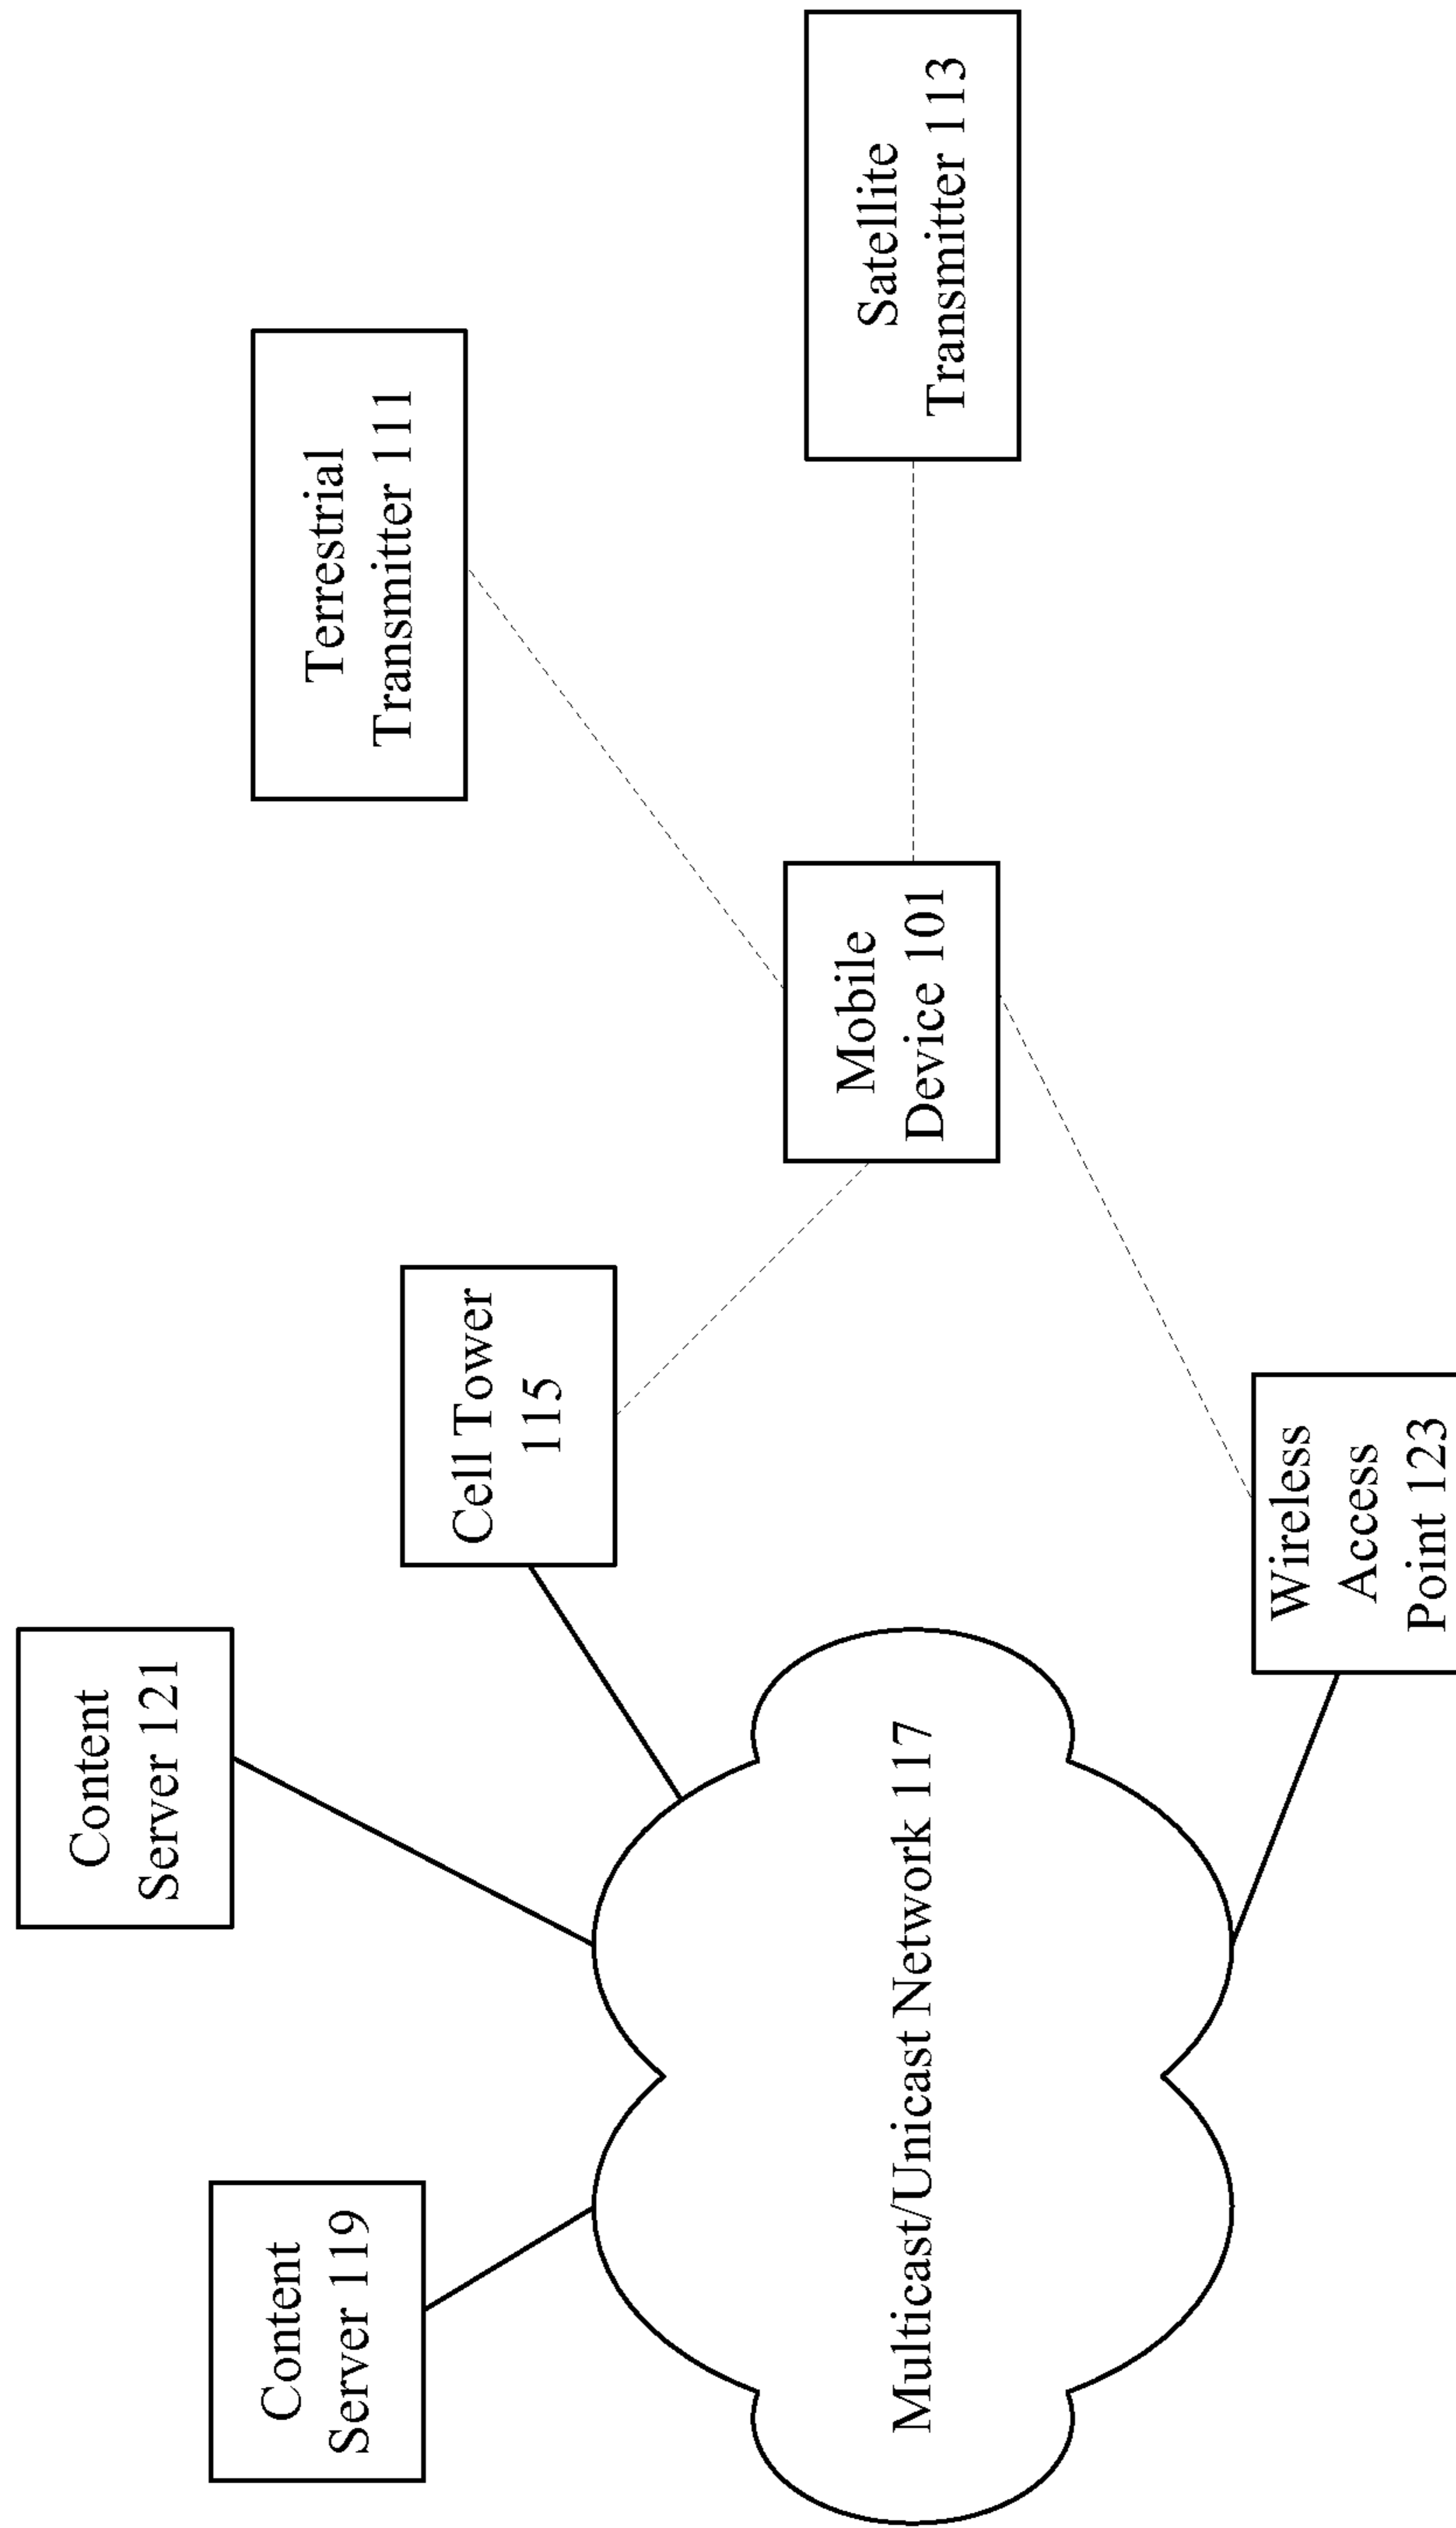 Content
Server 121
Content
Server 119
Terrestrial
Transmitter 111
Cell Tower
115
Multicast/Unicast Network 117
Mobile
Device 101
Satellite
Transmitter 113
Wireless
Access
Point 123